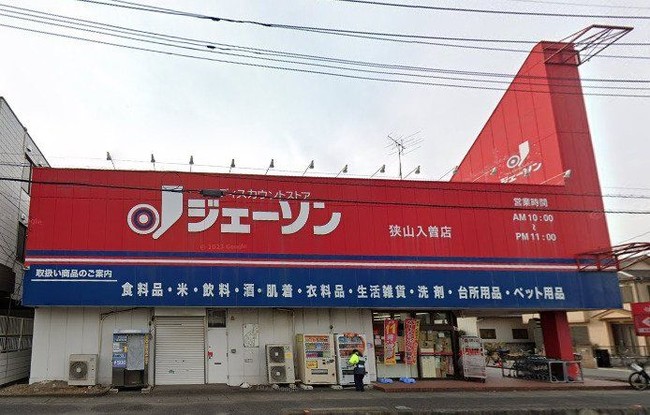 ディスカウントストア
ジェーソン
狭山入曽店
営業時間
AM 10:00
~
PM 11:00
ジェーソン
取扱い商品のご案内
食料品・米・飲料・酒・肌着・衣料品・生活雑貨・洗剤・台所用品・ペット用品